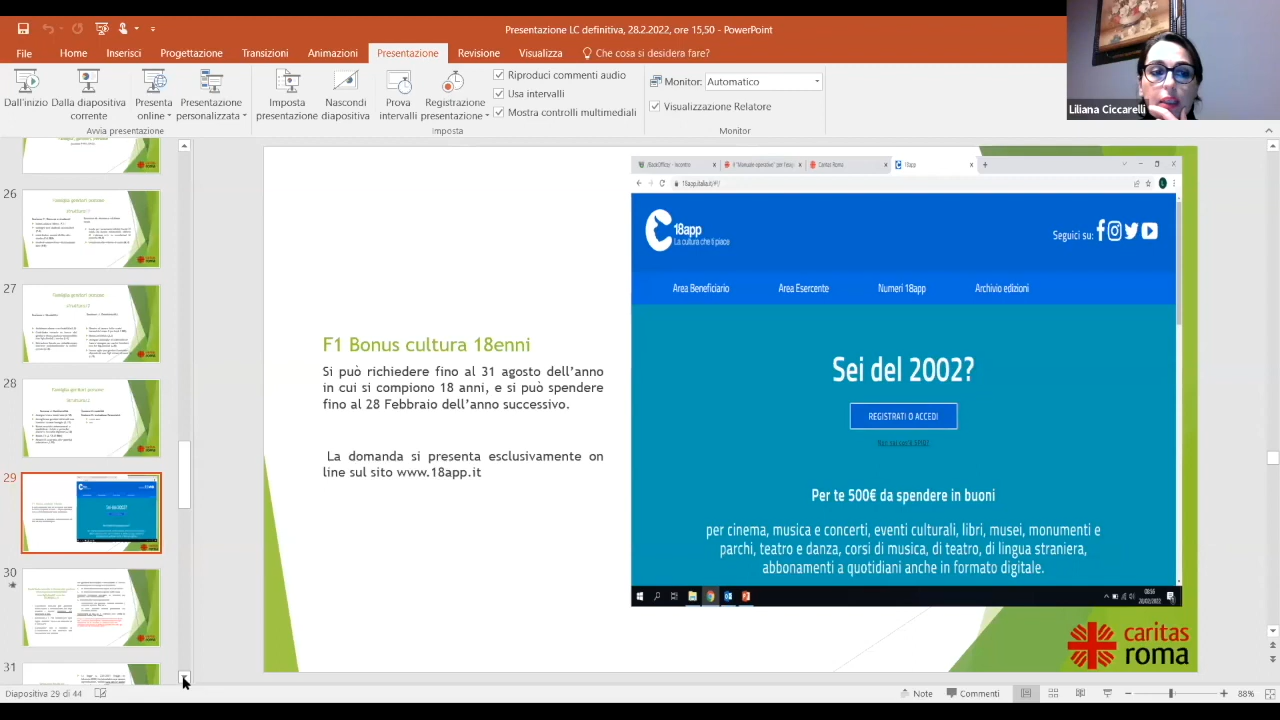 Presentazione LC definitiva, 28.2.2022, ore 15,50 - PowerPoint
File
Home
Inserisci
Progettazione
Transizioni
Animazioni
Presentazione
Revisione
Visualizza
Che cosa si desidera fare?
Dall'inizio
Dalla diapositiva corrente
Presenta online
Presentazione personalizzata
Avvia presentazione
Imposta presentazione
Nascondi diapositiva
Prova intervalli
Registrazione presentazione
Riproduci commenti audio
Usa intervalli
Mostra controlli multimediali
Imposta
Monitor:
Automatico
Visualizzazione Relatore
Monitor
Liliana Ciccarelli
27
28
29
30
31
F1 Bonus cultura 18enni
Si può richiedere fino al 31 agosto dell'anno
in cui si compiono 18 anni, e si può spendere
fino al 28 Febbraio dell'anno successivo.
La domanda si presenta esclusivamente on
line sul sito www.18app.it
Caritas Roma
18app
18app.italia.it/#/
18app
La cultura che ti piace
Seguici su:
Area Beneficiario
Area Esercente
Numeri 18app
Archivio edizioni
Sei del 2002?
REGISTRATI O ACCEDI
Per te 500€ da spendere in buoni
per cinema, musica e concerti, eventi culturali, libri, musei, monumenti e
parchi, teatro e danza, corsi di musica, di teatro, di lingua straniera,
abbonamenti a quotidiani anche in formato digitale.
caritas
roma
Diapositiva 29 di 44
Note
Commenti
88%